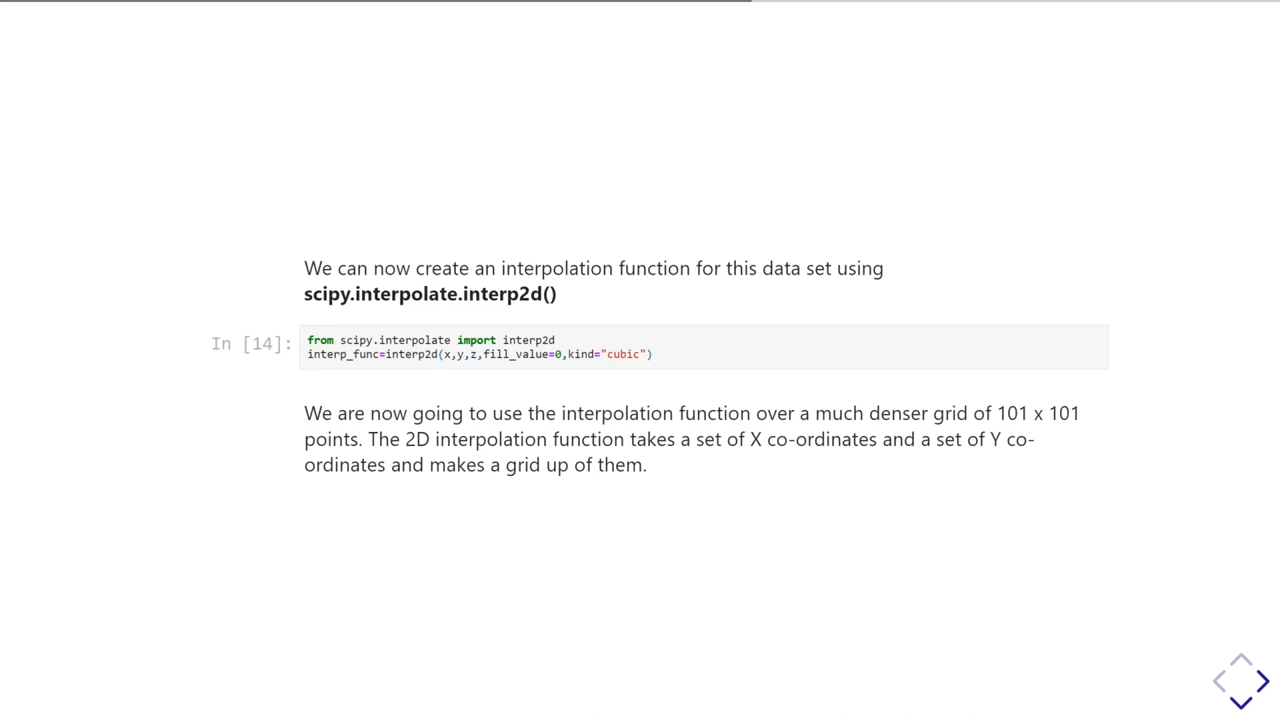 We can now create an interpolation function for this data set using
scipy.interpolate.interp2d()
In [14]:
from scipy.interpolate import interp2d
interp_func=interp2d(x,y,z,fill_value=0,kind="cubic")
We are now going to use the interpolation function over a much denser grid of 101 x 101
points. The 2D interpolation function takes a set of X co-ordinates and a set of Y co-
ordinates and makes a grid up of them.